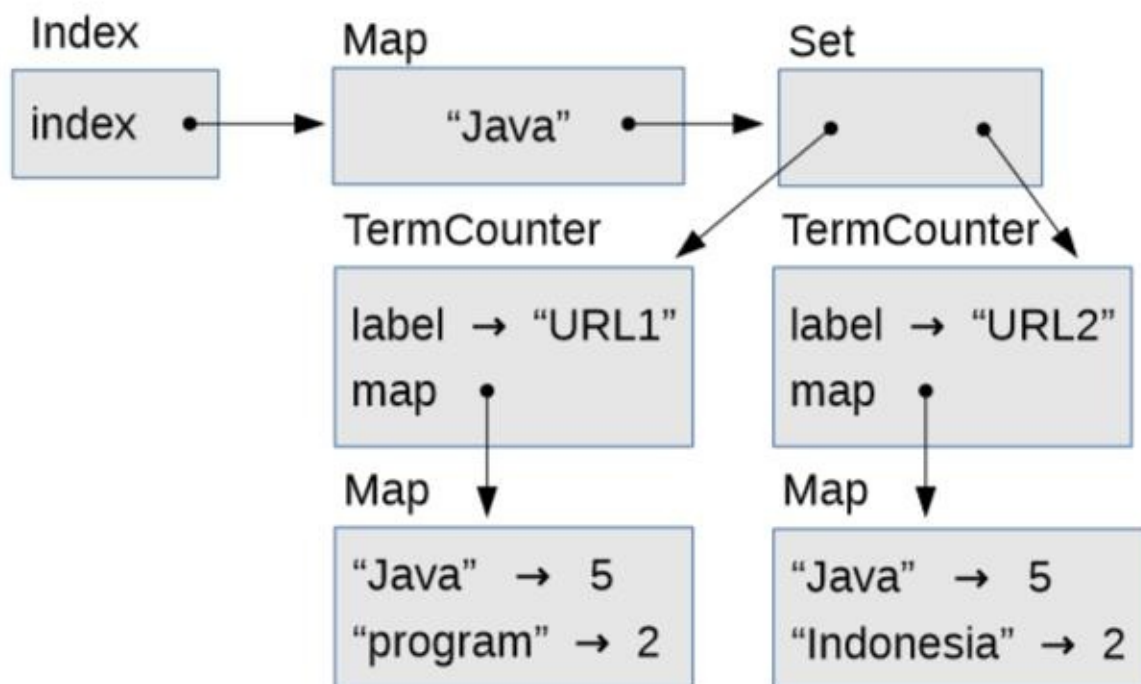 Index
Map
Set
index
“Java”
TermCounter
TermCounter
label → “URL1”
map
label → “URL2”
map
Map
Map
“Java” → 5
“program” → 2
“Java” → 5
“Indonesia” → 2